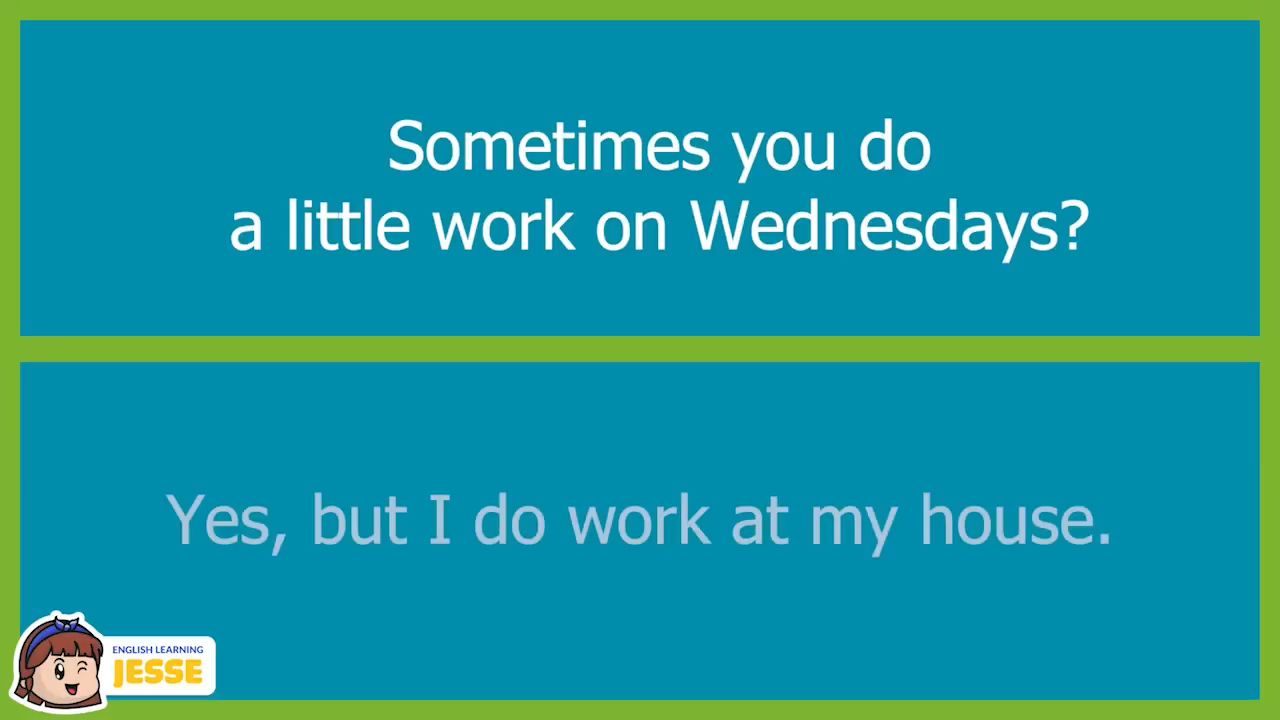 Sometimes you do
a little work on Wednesdays?
Yes, but I do work at my house.
ENGLISH LEARNING
JESSE